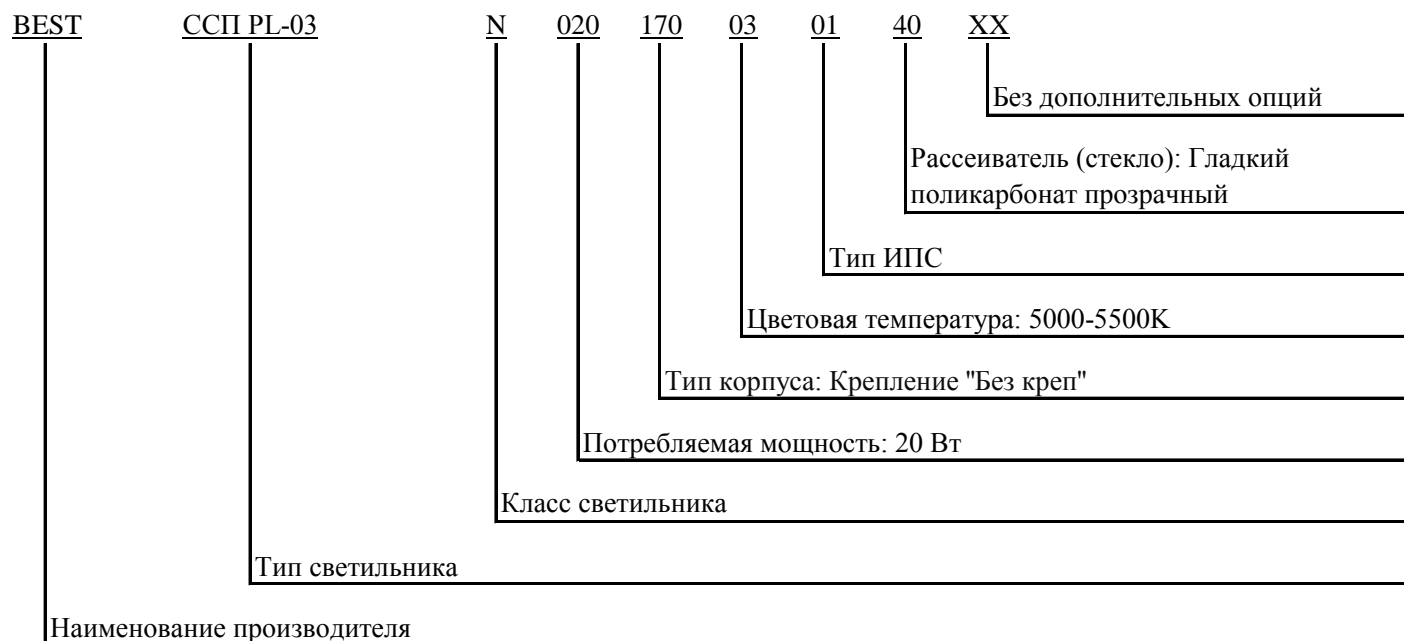 BEST ССП PL-03 N 020 170 03 01 40 XX
Без дополнительных опций
Рассеиватель (стекло): Гладкий
поликарбонат прозрачный
Тип ИПС
Цветовая температура: 5000-5500K
Тип корпуса: Крепление "Без креп"
Потребляемая мощность: 20 Вт
Класс светильника
Тип светильника
Наименование производителя